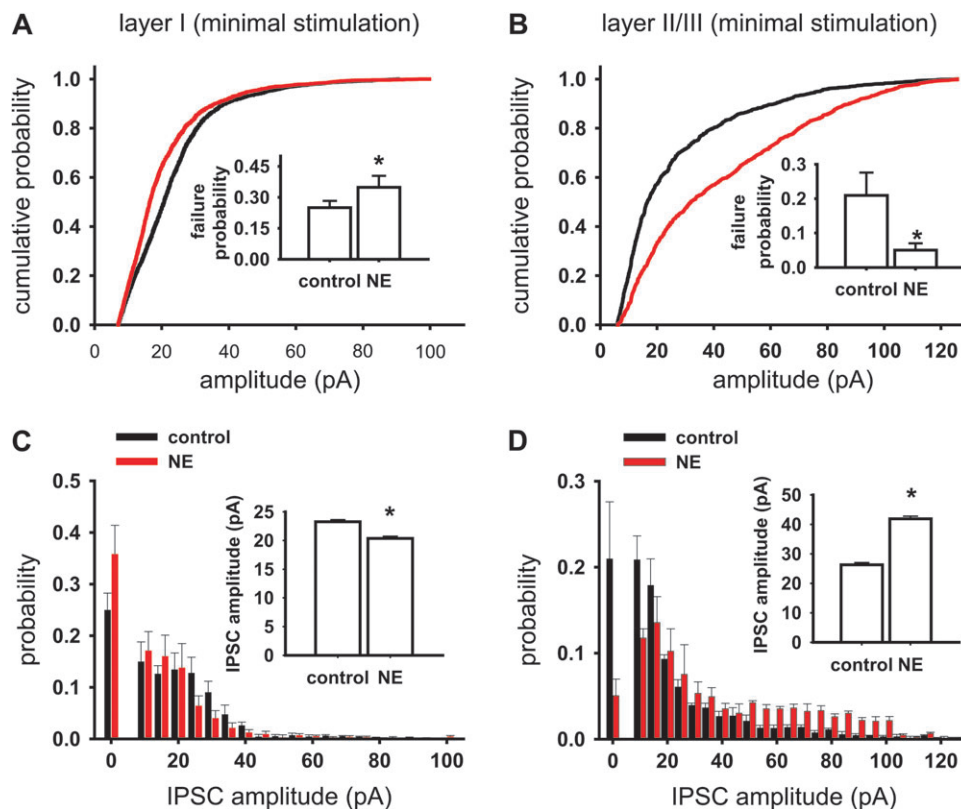 A layer I (minimal stimulation)
1.0
0.8
0.6
0.4
0.2
0.0
cumulative probability
0 20 40 60 80 100
amplitude (pA)
failure
probability
0.45
0.30
0.15
0.00
*
control NE
B layer II/III (minimal stimulation)
1.0
0.8
0.6
0.4
0.2
0.0
cumulative probability
0 20 40 60 80 100 120
amplitude (pA)
failure
probability
0.3
0.2
0.1
0.0
*
control NE
C
control
NE
0.5
0.4
0.3
0.2
0.1
0.0
probability
0 20 40 60 80 100
IPSC amplitude (pA)
IPSC amplitude (pA)
25
20
15
10
5
0
*
control NE
D
control
NE
0.3
0.2
0.1
0.0
probability
0 20 40 60 80 100 120
IPSC amplitude (pA)
IPSC amplitude (pA)
50
40
30
20
10
0
*
control NE